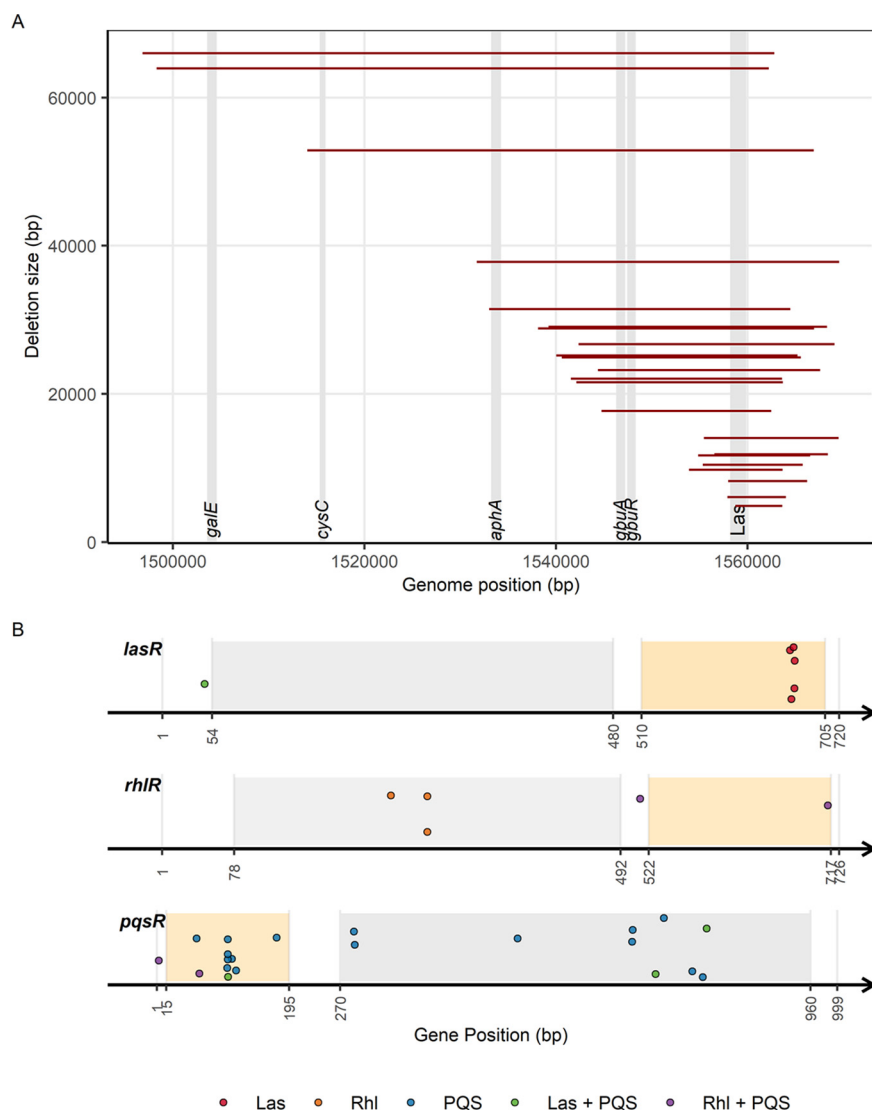 A
Deletion size (bp)
60000
40000
20000
0
galE
cysC
aphA
gbuA
gbuR
Las
1500000 1520000 1540000 1560000
Genome position (bp)
B
lasR
1 54 480 510 705 720
rhlR
1 78 492 522 717 726
pqsR
1 15 195 270 960 999
Gene Position (bp)
Las Rhl PQS Las + PQS Rhl + PQS